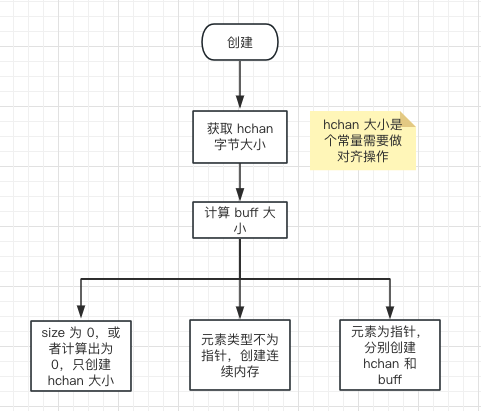 创建
获取 hchan
字节大小
hchan 大小是
个常量需要做
对齐操作
计算 buff 大
小
size 为 0，或
者计算出为
0，只创建
hchan 大小
元素类型不为
指针，创建连
续内存
元素为指针，
分别创建
hchan 和
buff